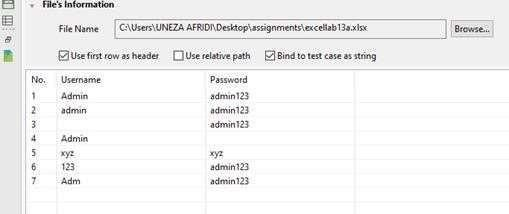 File's Information
File Name C:\Users\UNEZA AFRIDI\Desktop\assignments\excellab13a.xlsx Browse...
Use first row as header Use relative path Bind to test case as string
No. Username Password
1 Admin admin123
2 admin admin123
3 admin123
4 Admin
5 xyz xyz
6 123 admin123
7 Adm admin123